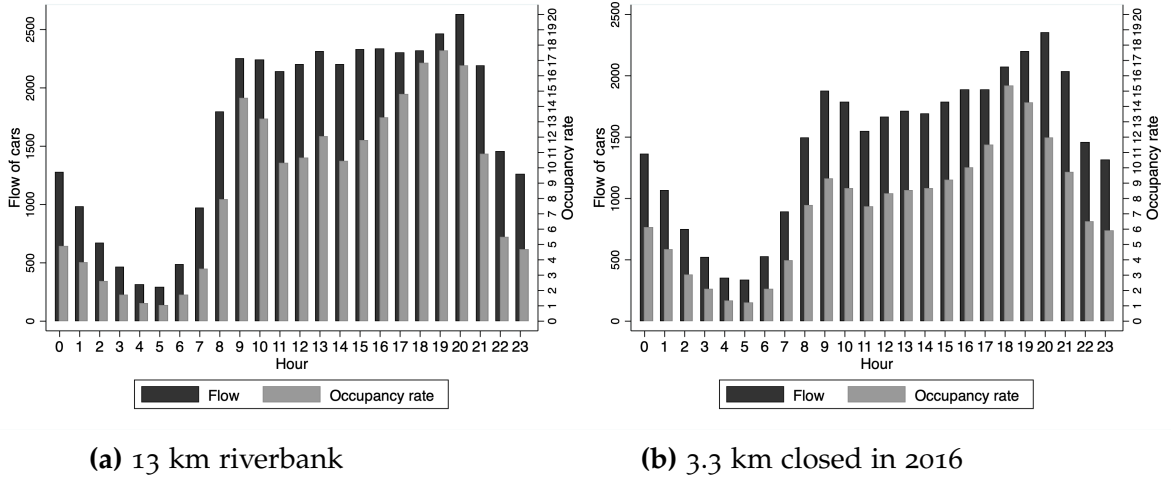 Flow of cars
0 500 1000 1500 2000 2500
Occupancy rate
0 1 2 3 4 5 6 7 8 9 10 11 12 13 14 15 16 17 18 19 20
0 1 2 3 4 5 6 7 8 9 10 11 12 13 14 15 16 17 18 19 20 21 22 23
Hour
Flow Occupancy rate
(a) 13 km riverbank
Flow of cars
0 500 1000 1500 2000 2500
Occupancy rate
0 1 2 3 4 5 6 7 8 9 10 11 12 13 14 15 16 17 18 19 20
0 1 2 3 4 5 6 7 8 9 10 11 12 13 14 15 16 17 18 19 20 21 22 23
Hour
Flow Occupancy rate
(b) 3.3 km closed in 2016